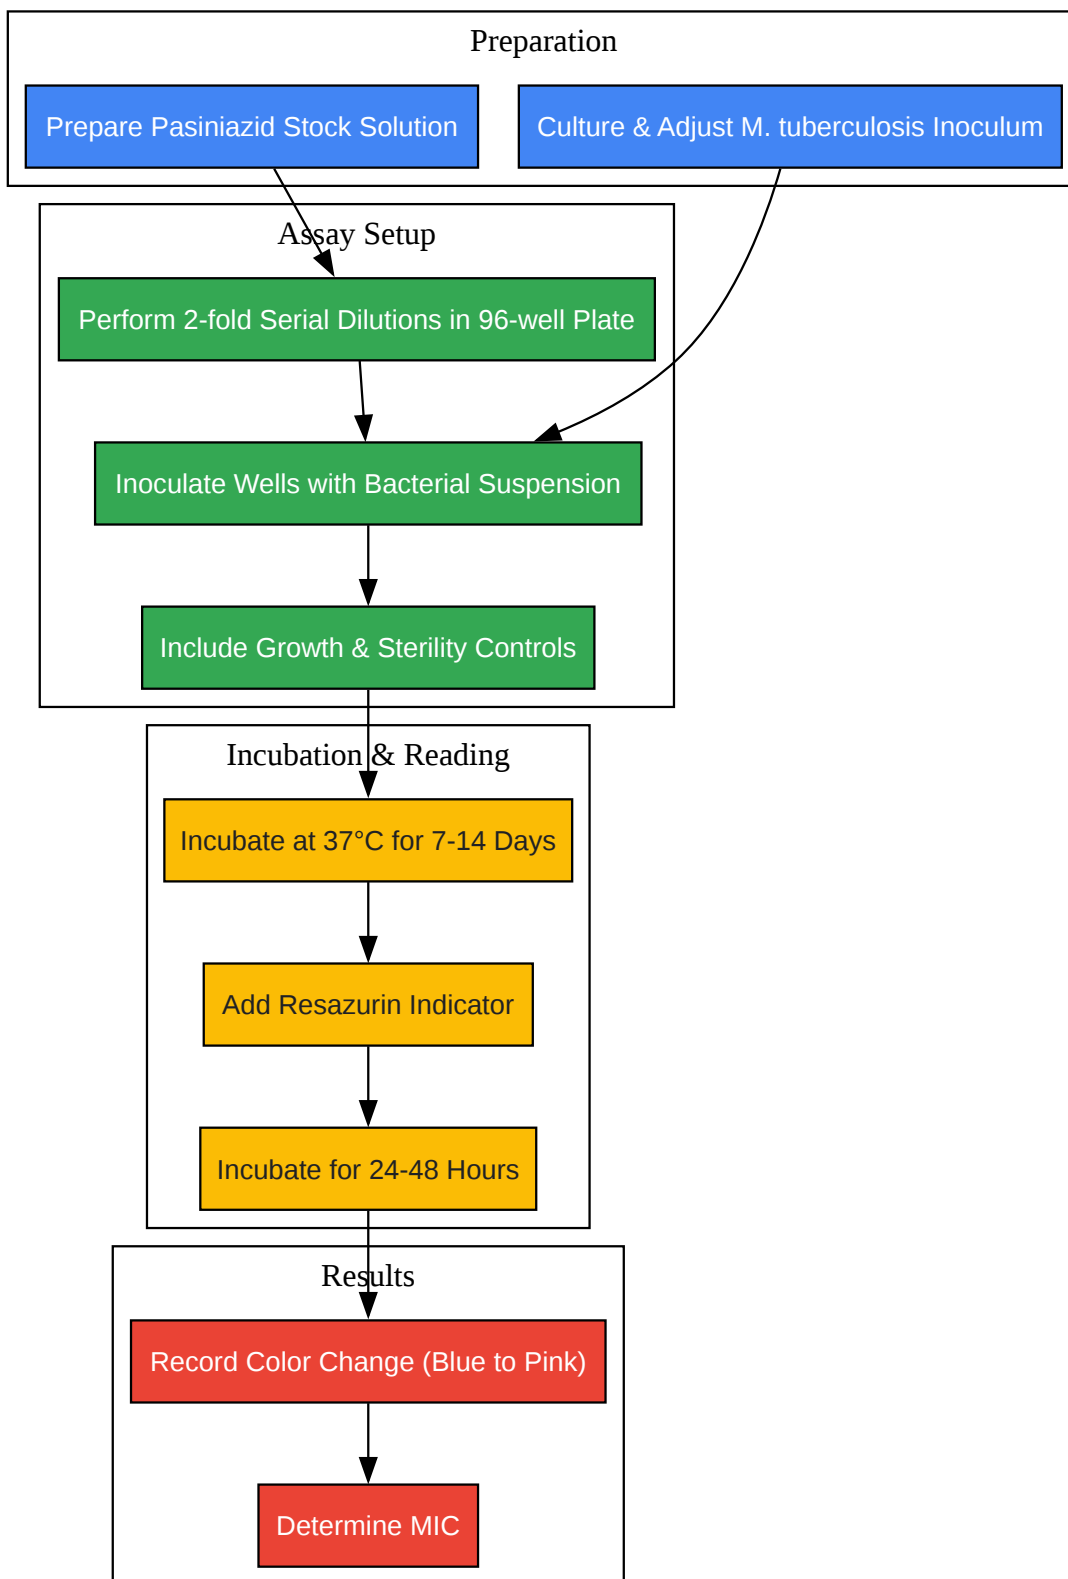 Preparation
Prepare Pasiniazid Stock Solution
Culture & Adjust M. tuberculosis Inoculum
Assay Setup
Perform 2-fold Serial Dilutions in 96-well Plate
Inoculate Wells with Bacterial Suspension
Include Growth & Sterility Controls
Incubation & Reading
Incubate at 37°C for 7-14 Days
Add Resazurin Indicator
Incubate for 24-48 Hours
Results
Record Color Change (Blue to Pink)
Determine MIC